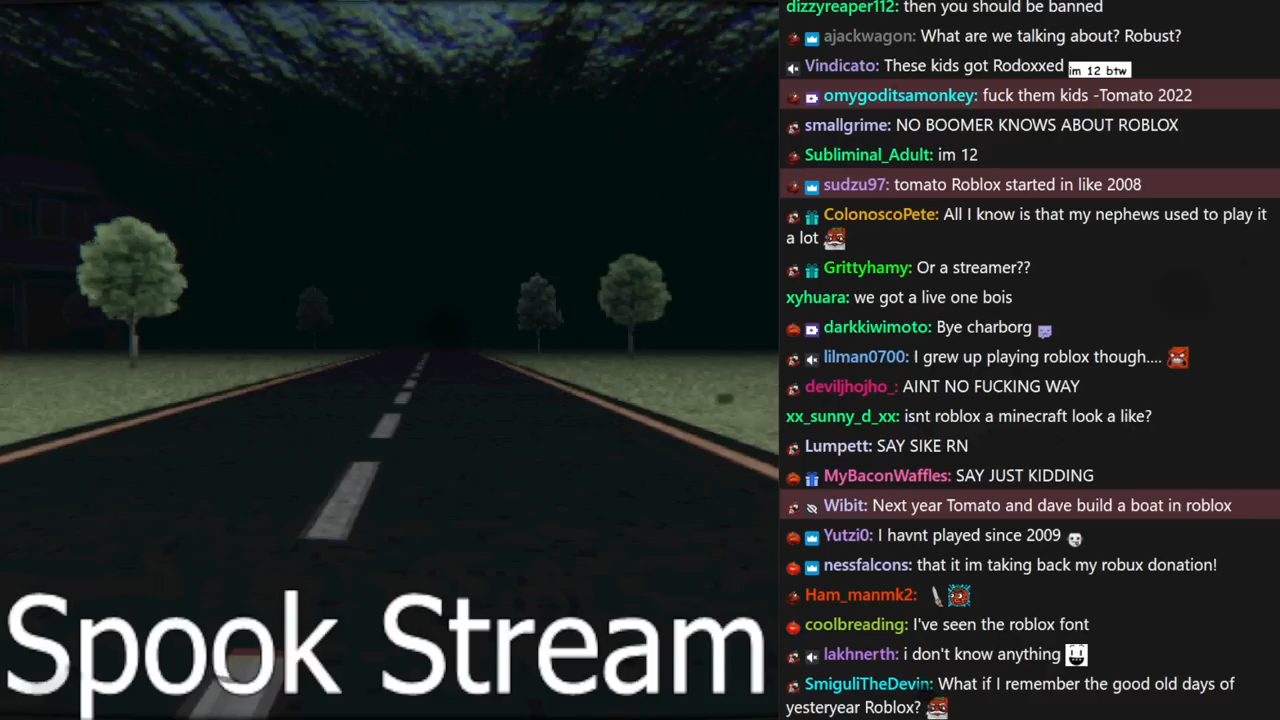 dizzyreaper112: then you should be banned
ajackwagon: What are we talking about? Robust?
Vindicato: These kids got Rodoxxed im 12 btw
omygoditsamonkey: fuck them kids -Tomato 2022
smallgrime: NO BOOMER KNOWS ABOUT ROBLOX
Subliminal_Adult: im 12
sudzu97: tomato Roblox started in like 2008
ColonoscoPete: All I know is that my nephews used to play it
a lot
Grittyhamy: Or a streamer??
xyhuara: we got a live one bois
darkkiwimoto: Bye charborg
lilman0700: I grew up playing roblox though....
deviljhojho_: AINT NO FUCKING WAY
xx_sunny_d_xx: isnt roblox a minecraft look a like?
Lumpett: SAY SIKE RN
MyBaconWaffles: SAY JUST KIDDING
Wibit: Next year Tomato and dave build a boat in roblox
Yutzi0: I havnt played since 2009
nessfalcons: that it im taking back my robux donation!
Ham_manmk2:
coolbreading: I've seen the roblox font
lakhnerth: i don't know anything
SmiguliTheDevin: What if I remember the good old days of
yesteryear Roblox?
Spook Stream